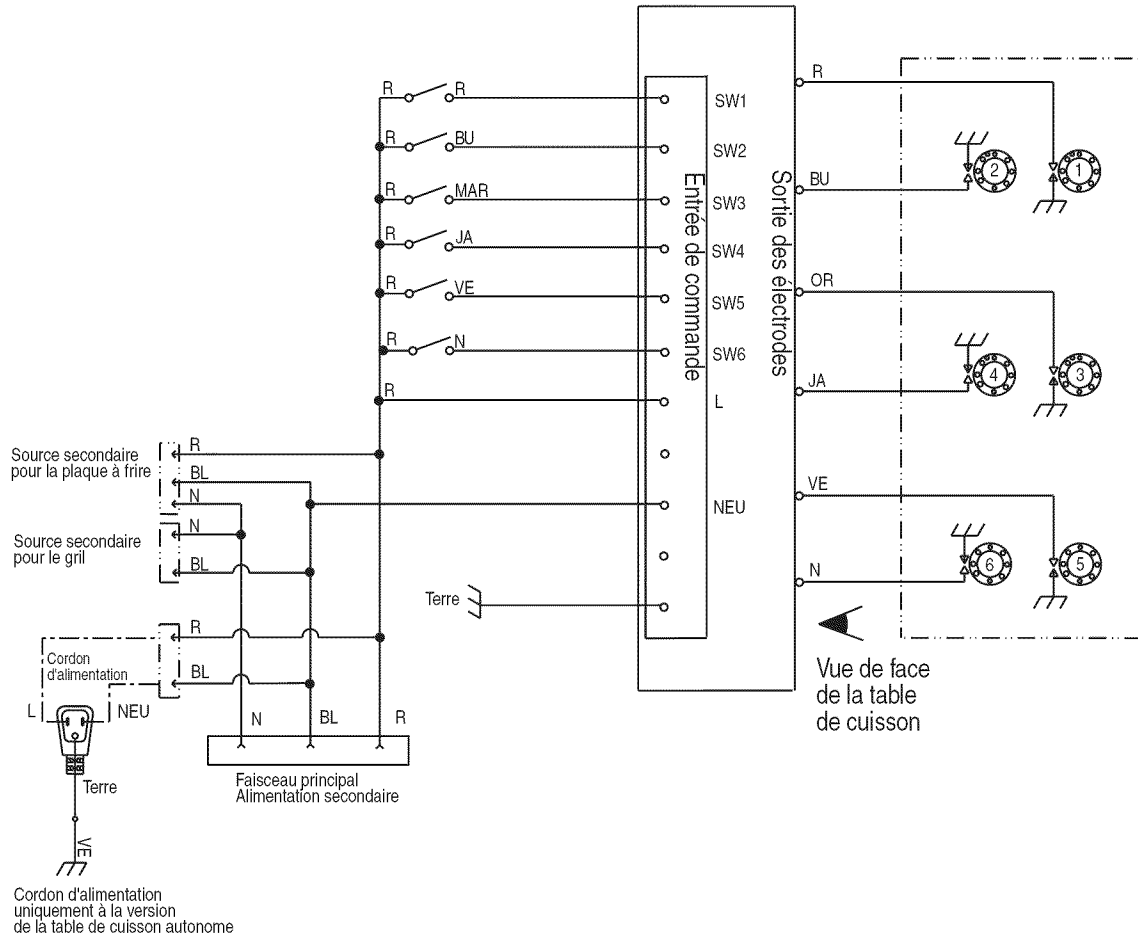 R
R
SW1
R
R
BU
SW2
R
MAR
SW3
R
JA
SW4
R
VE
SW5
R
N
SW6
R
L
NEU
Entrée de commande
Sortie des électrodes
R
BU
OR
JA
VE
N
2
1
4
3
6
5
Source secondaire
pour la plaque à frire
R
BL
N
Source secondaire
pour le gril
N
BL
Terre
R
BL
Cordon
d'alimentation
L
NEU
Terre
VE
N
BL
R
Faisceau principal
Alimentation secondaire
Vue de face
de la table
de cuisson
Cordon d'alimentation
uniquement à la version
de la table de cuisson autonome